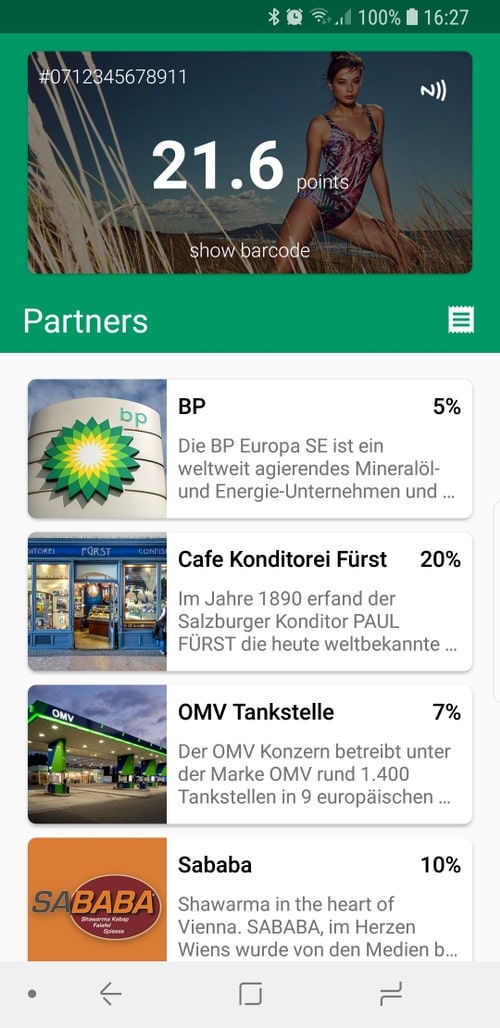 100% 16:27
#0712345678911
21.6 points
show barcode
Partners
bp
BP 5%
Die BP Europa SE ist ein
weltweit agierendes Mineralöl-
und Energie-Unternehmen und ...
FÜRST
Cafe Konditorei Fürst 20%
Im Jahre 1890 erfand der
Salzburger Konditor PAUL
FÜRST die heute weltbekannte ...
OMV
OMV Tankstelle 7%
Der OMV Konzern betreibt unter
der Marke OMV rund 1.400
Tankstellen in 9 europäischen ...
SABABA
Shawarma Kebap
Falafel
Spiesse
Sababa 10%
Shawarma in the heart of
Vienna. SABABA, im Herzen
Wiens wurde von den Medien b...